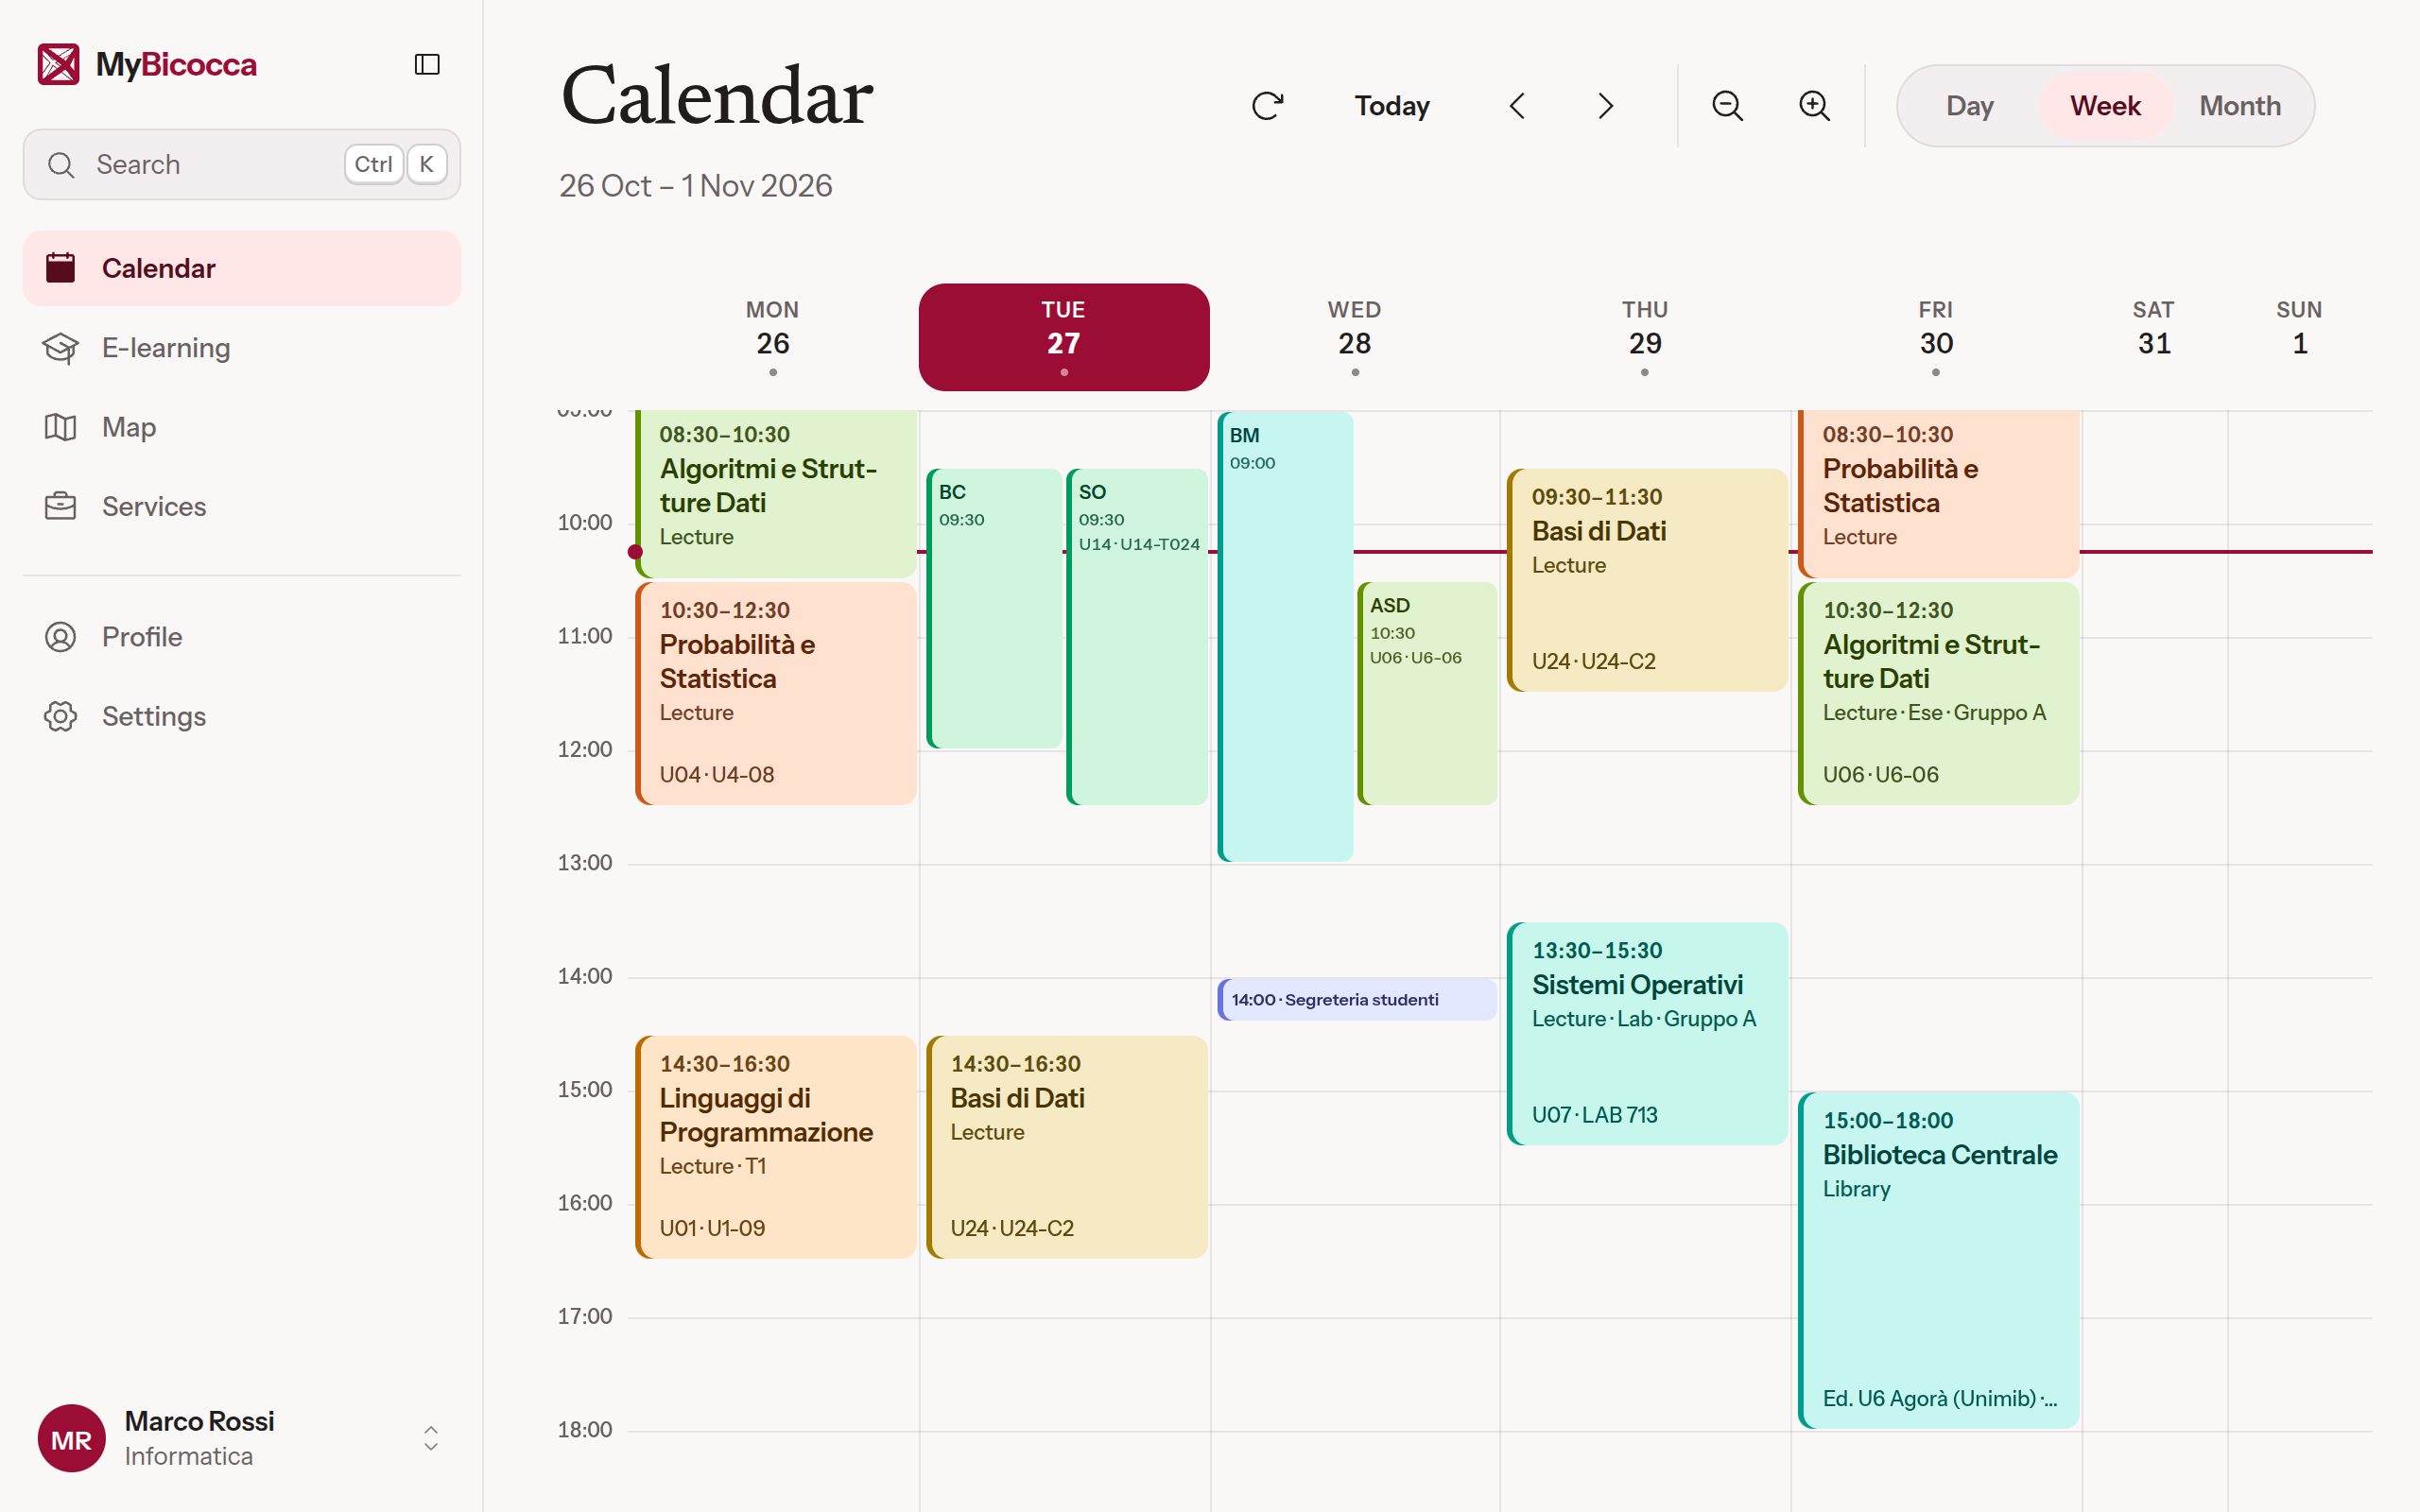 MyBicocca
Search
Ctrl K
Calendar
E-learning
Map
Services
Profile
Settings
MR
Marco Rossi
Informatica
Calendar
26 Oct – 1 Nov 2026
Today
Day
Week
Month
MON
26
TUE
27
WED
28
THU
29
FRI
30
SAT
31
SUN
1
09:00
10:00
11:00
12:00
13:00
14:00
15:00
16:00
17:00
18:00
08:30–10:30
Algoritmi e Strut-
ture Dati
Lecture
10:30–12:30
Probabilità e
Statistica
Lecture
U04·U4-08
14:30–16:30
Linguaggi di
Programmazione
Lecture·T1
U01·U1-09
BC
09:30
SO
09:30
U14·U14-T024
14:30–16:30
Basi di Dati
Lecture
U24·U24-C2
BM
09:00
ASD
10:30
U06·U6-06
14:00·Segreteria studenti
09:30–11:30
Basi di Dati
Lecture
U24·U24-C2
13:30–15:30
Sistemi Operativi
Lecture·Lab·Gruppo A
U07·LAB 713
08:30–10:30
Probabilità e
Statistica
Lecture
10:30–12:30
Algoritmi e Strut-
ture Dati
Lecture·Ese·Gruppo A
U06·U6-06
15:00–18:00
Biblioteca Centrale
Library
Ed. U6 Agorà (Unimib)·...